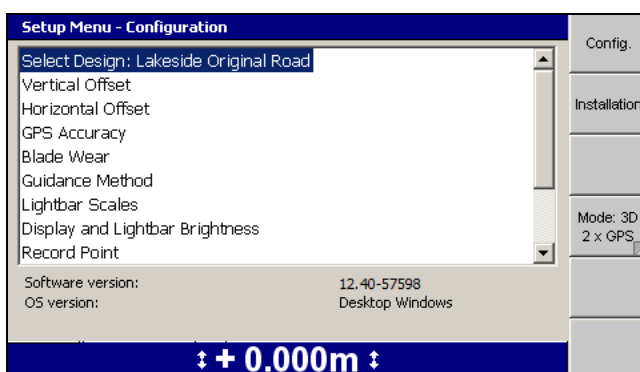 Setup Menu - Configuration
Select Design: Lakeside Original Road
Vertical Offset
Horizontal Offset
GPS Accuracy
Blade Wear
Guidance Method
Lightbar Scales
Display and Lightbar Brightness
Record Point
Software version: 12.40-57598
OS version: Desktop Windows
+ 0.000m
Config.
Installation
Mode: 3D
2 x GPS